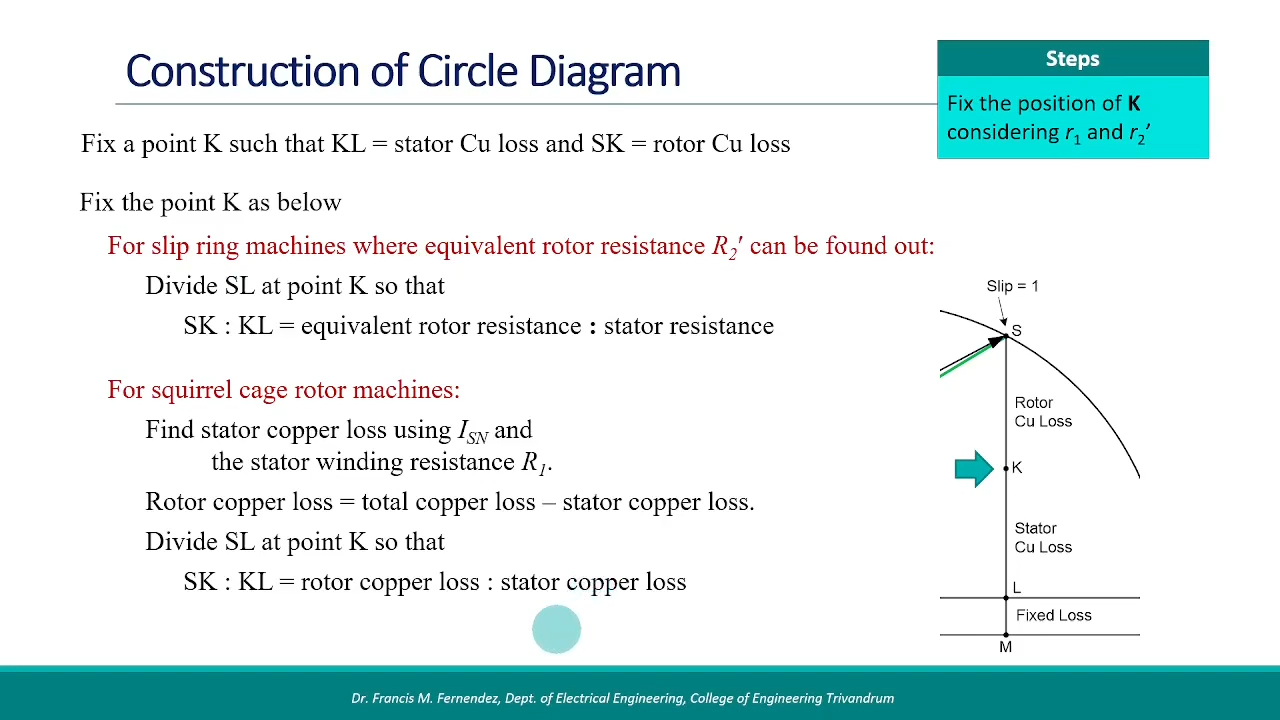 Construction of Circle Diagram
Steps
Fix the position of K
considering r1 and r2′
Fix a point K such that KL = stator Cu loss and SK = rotor Cu loss
Fix the point K as below
For slip ring machines where equivalent rotor resistance R2′ can be found out:
Divide SL at point K so that
SK : KL = equivalent rotor resistance : stator resistance
For squirrel cage rotor machines:
Find stator copper loss using ISN and
the stator winding resistance R1.
Rotor copper loss = total copper loss – stator copper loss.
Divide SL at point K so that
SK : KL = rotor copper loss : stator copper loss
Slip = 1
S
Rotor
Cu Loss
K
Stator
Cu Loss
L
Fixed Loss
M
Dr. Francis M. Fernendez, Dept. of Electrical Engineering, College of Engineering Trivandrum